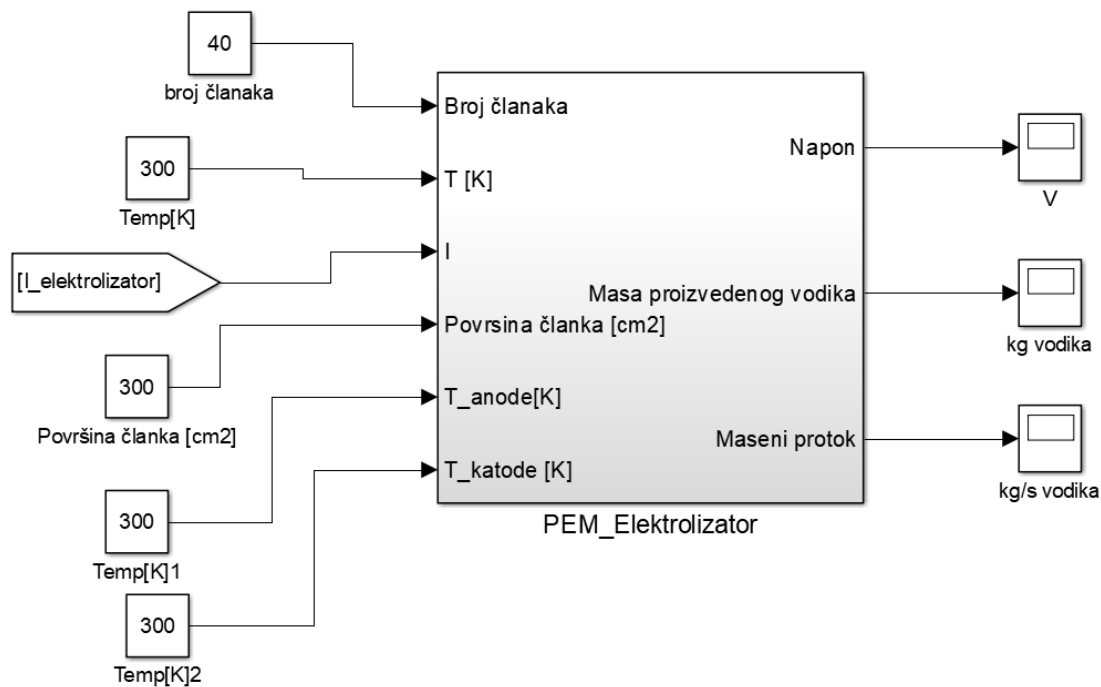 40
broj članaka
300
Temp[K]
[I_elektrolizator]
300
Površina članka [cm2]
300
Temp[K]1
300
Temp[K]2
Broj članaka
T [K]
I
Povrsina članka [cm2]
T_anode[K]
T_katode [K]
Napon
Masa proizvedenog vodika
Maseni protok
PEM_Elektrolizator
V
kg vodika
kg/s vodika